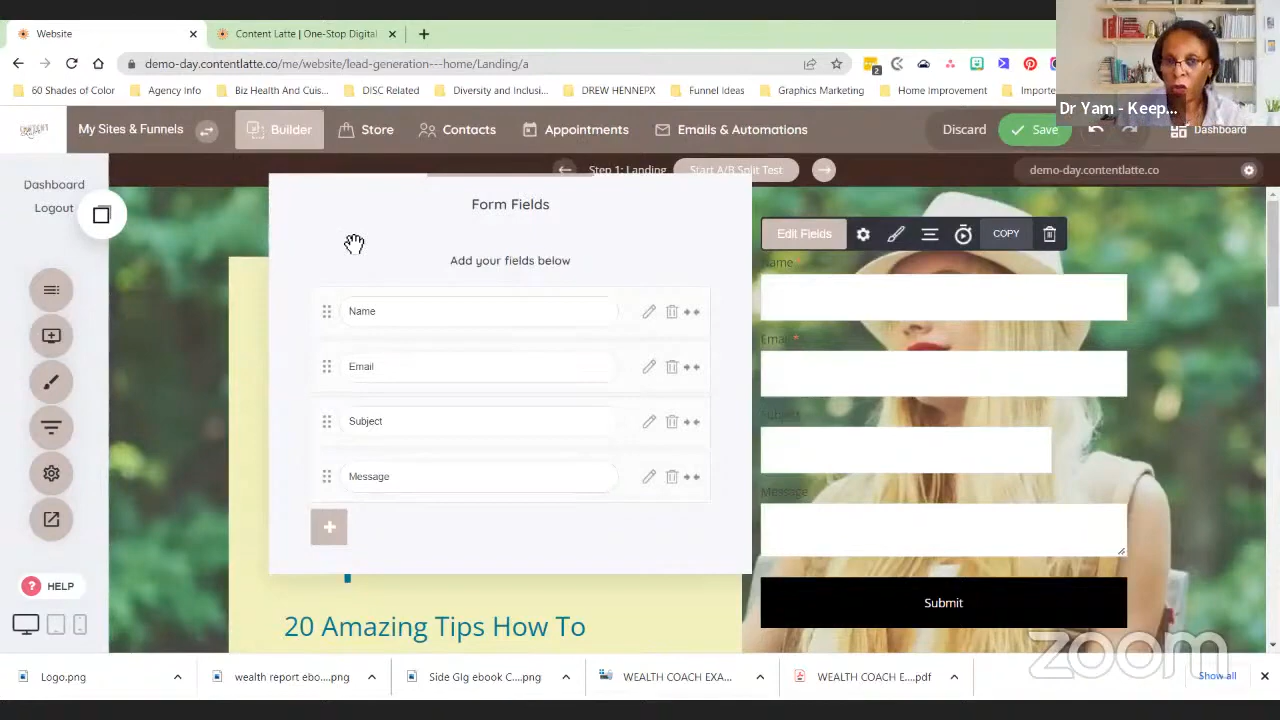 Website
Content Latte | One-Stop Digital
demo-day.contentlatte.co/me/website/lead-generation---home/Landing/a
2
60 Shades of Color
Agency Info
Biz Health And Cuis...
DISC Related
Diversity and Inclusi...
DREW HENNEPX
Funnel Ideas
Graphics Marketing
Home Improvement
Importe
Dr Yam - Keep...
My Sites & Funnels
Builder
Store
Contacts
Appointments
Emails & Automations
Discard
Save
Dashboard
Step 1: Landing
Start A/B Split Test
demo-day.contentlatte.co
Dashboard
Logout
HELP
Form Fields
Add your fields below
Name
Email
Subject
Message
20 Amazing Tips How To
Edit Fields
COPY
Name
Email *
Subject
Message
Submit
zoom
Logo.png
wealth report ebo....png
Side Gig ebook C....png
WEALTH COACH EXA...
WEALTH COACH E....pdf
Show all